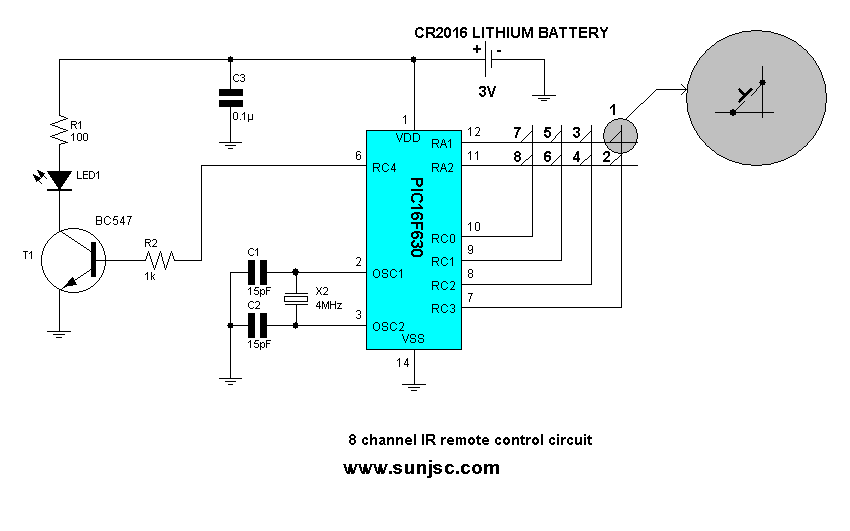 CR2016 LITHIUM BATTERY
+ -
3V
C3
0.1µ
R1
100
LED1
BC547
T1
R2
1k
C1
15pF
C2
15pF
X2
4MHz
PIC16F630
1
VDD
6
RC4
2
OSC1
3
OSC2
VSS
14
12
RA1
11
RA2
10
RC0
9
RC1
8
RC2
7
RC3
7 5 3 1
8 6 4 2
8 channel IR remote control circuit
www.sunjsc.com